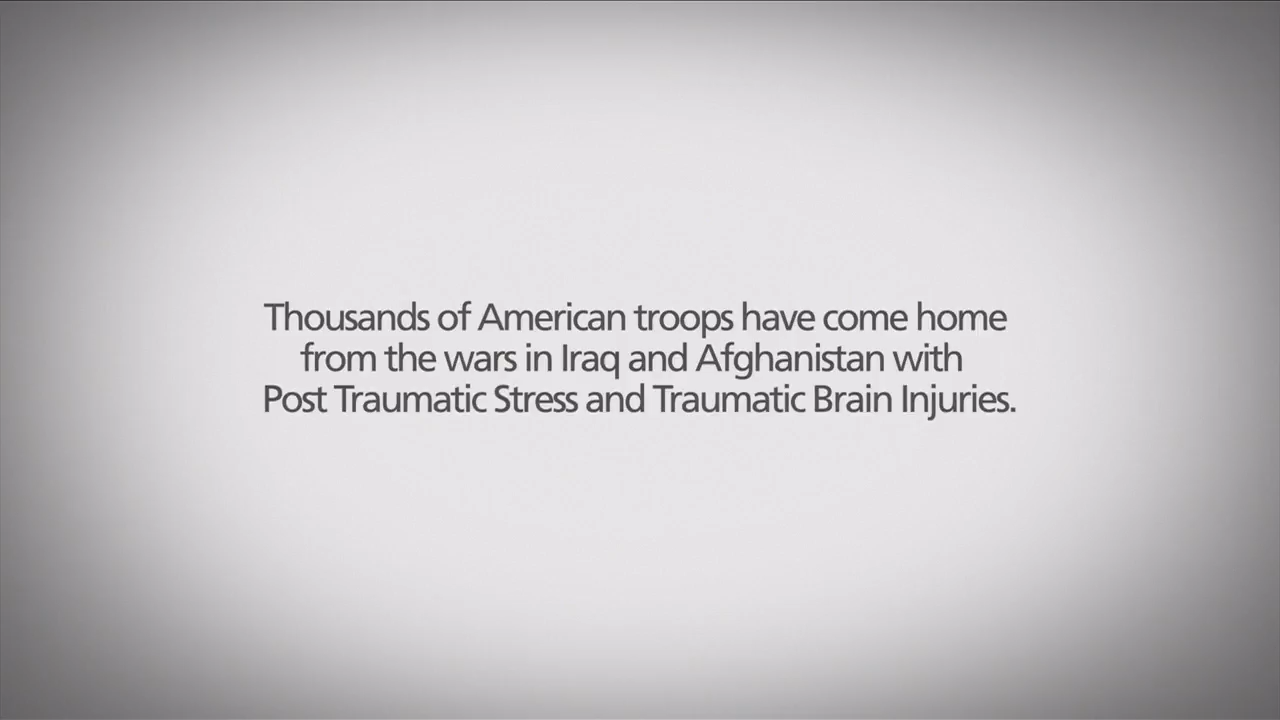 Thousands of American troops have come home
from the wars in Iraq and Afghanistan with
Post Traumatic Stress and Traumatic Brain Injuries.